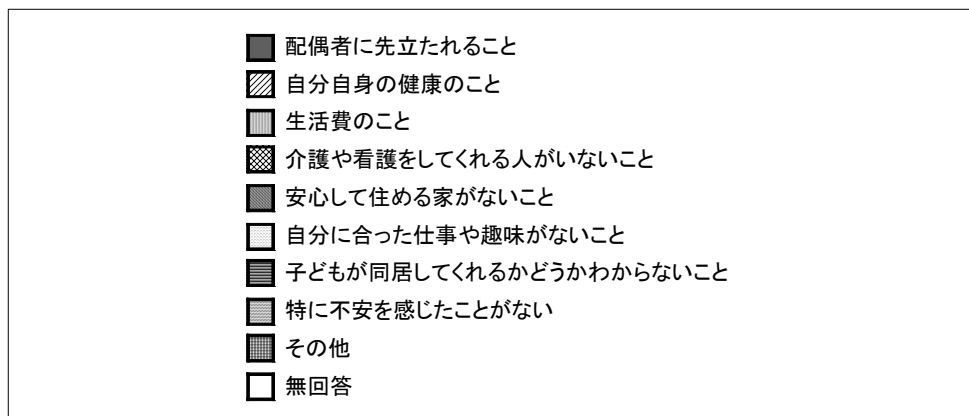 配偶者に先立たれること
自分自身の健康のこと
生活費のこと
介護や看護をしてくれる人がいないこと
安心して住める家がないこと
自分に合った仕事や趣味がないこと
子どもが同居してくれるかどうかわからないこと
特に不安を感じたことがない
その他
無回答